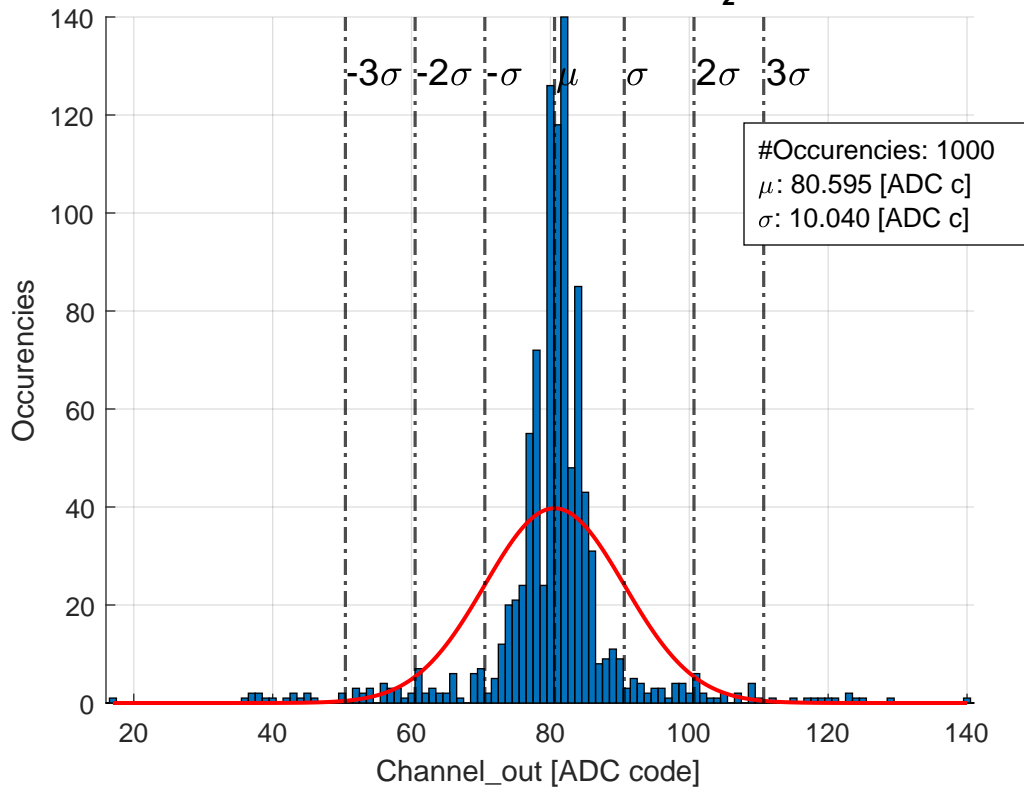 2
140
120
100
80
60
40
20
0
-3σ -2σ -σ μ σ 2σ 3σ
#Occurencies: 1000
μ: 80.595 [ADC c]
σ: 10.040 [ADC c]
Occurencies
20 40 60 80 100 120 140
Channel_out [ADC code]